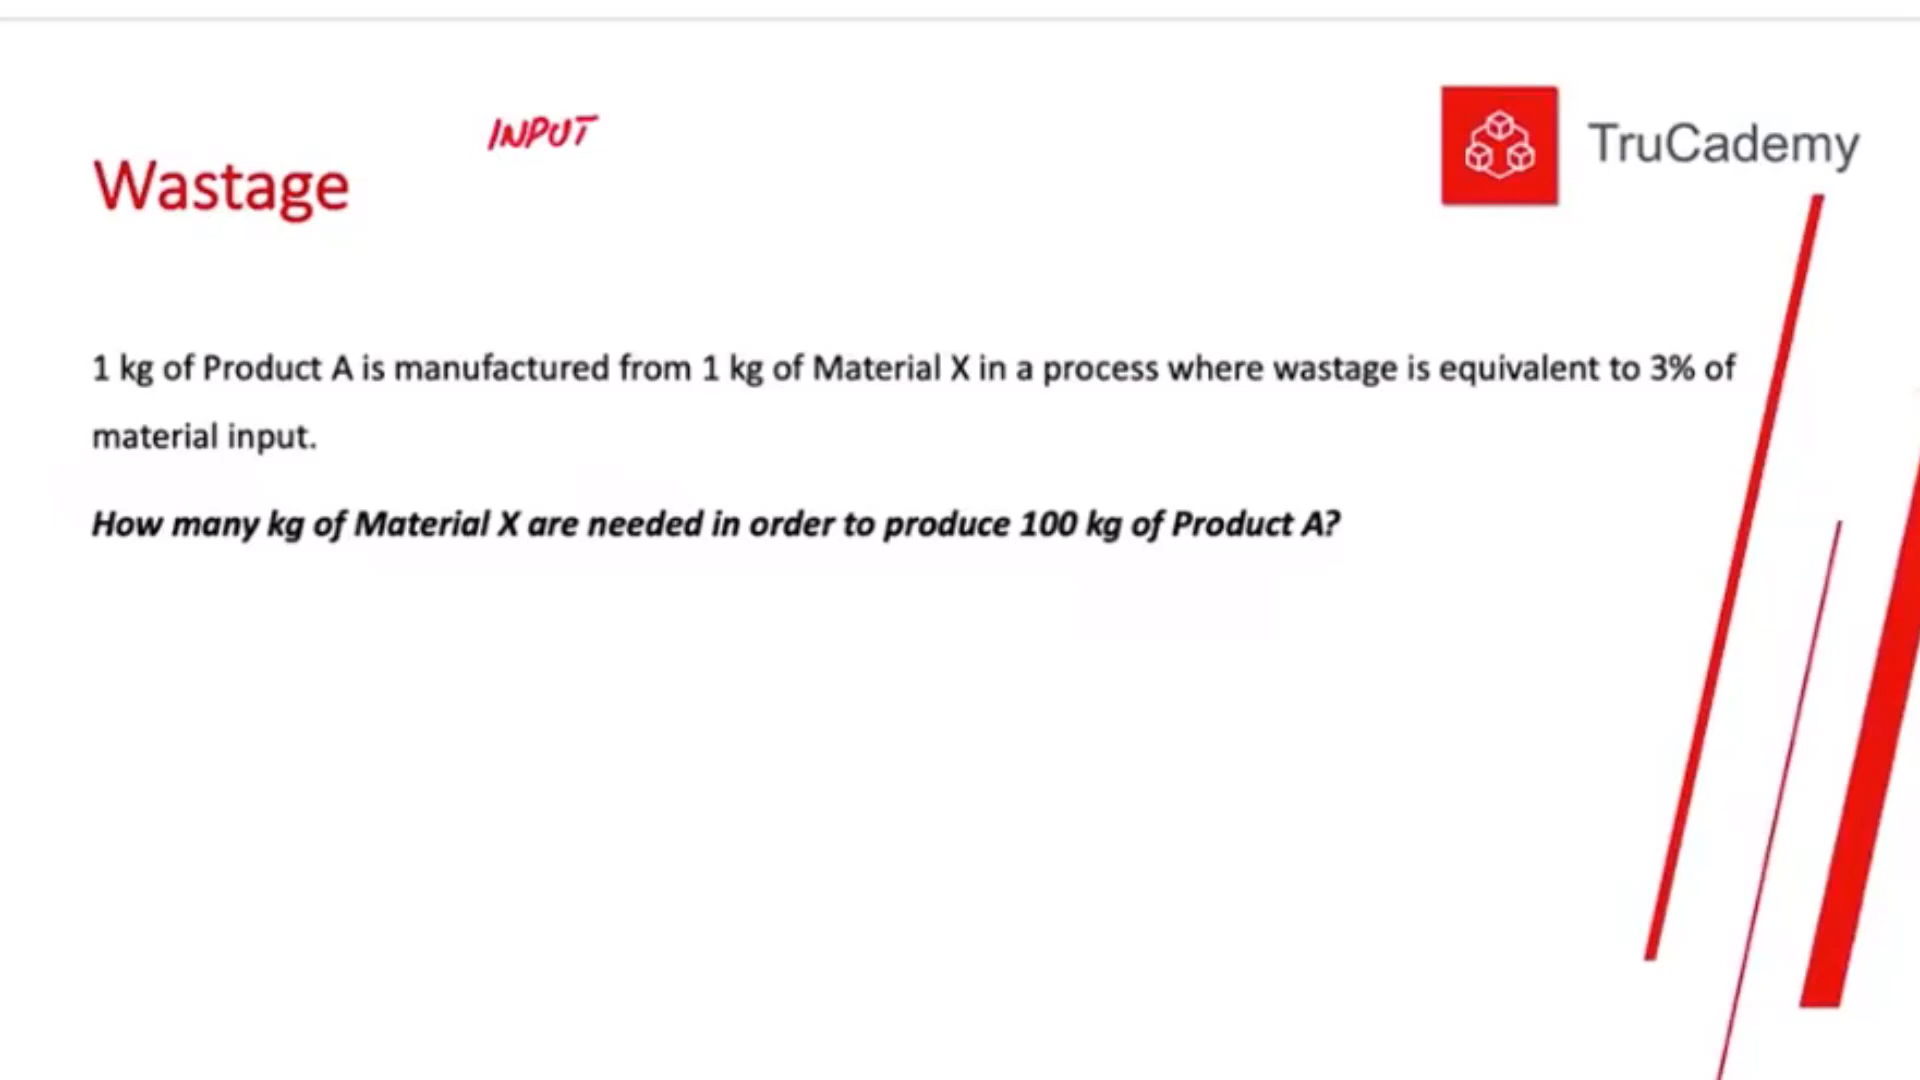 INPUT
TruCademy
Wastage
1 kg of Product A is manufactured from 1 kg of Material X in a process where wastage is equivalent to 3% of
material input.
How many kg of Material X are needed in order to produce 100 kg of Product A?